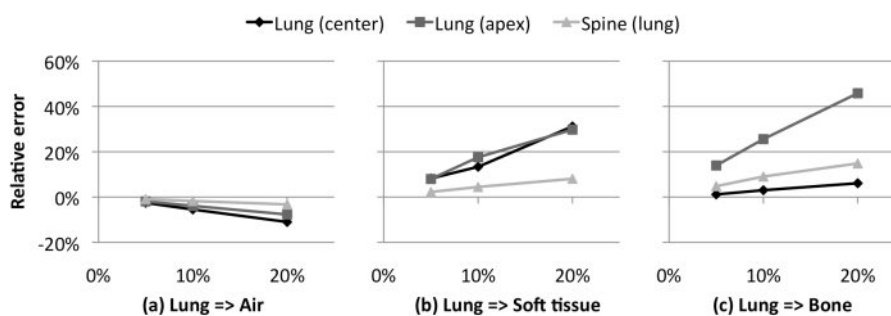 Lung (center) Lung (apex) Spine (lung)
60%
40%
20%
0%
-20%
Relative error
0% 10% 20% 0% 10% 20% 0% 10% 20%
(a) Lung => Air (b) Lung => Soft tissue (c) Lung => Bone